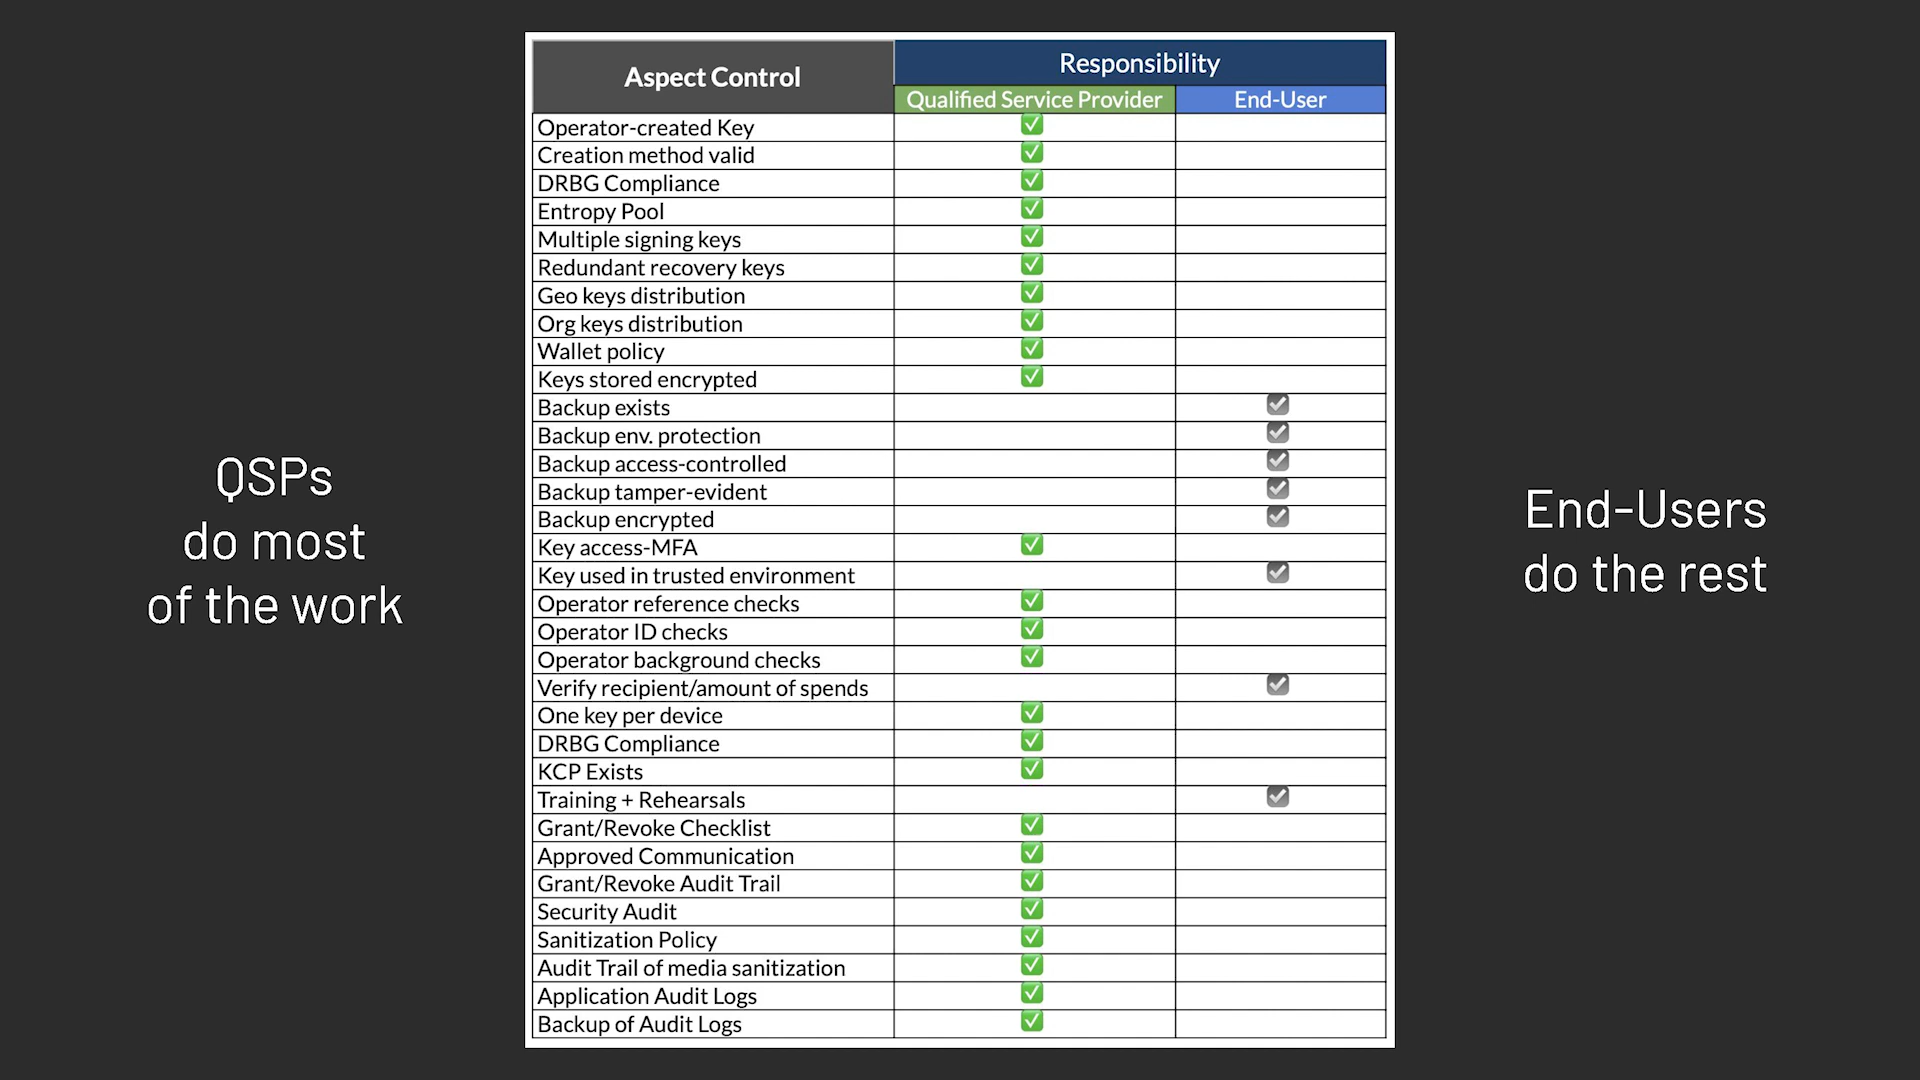 QSPs
do most
of the work
Aspect Control
Responsibility
Qualified Service Provider
End-User
Operator-created Key
Creation method valid
DRBG Compliance
Entropy Pool
Multiple signing keys
Redundant recovery keys
Geo keys distribution
Org keys distribution
Wallet policy
Keys stored encrypted
Backup exists
Backup env. protection
Backup access-controlled
Backup tamper-evident
Backup encrypted
Key access-MFA
Key used in trusted environment
Operator reference checks
Operator ID checks
Operator background checks
Verify recipient/amount of spends
One key per device
DRBG Compliance
KCP Exists
Training + Rehearsals
Grant/Revoke Checklist
Approved Communication
Grant/Revoke Audit Trail
Security Audit
Sanitization Policy
Audit Trail of media sanitization
Application Audit Logs
Backup of Audit Logs
End-Users
do the rest